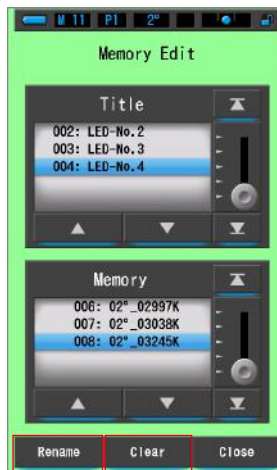 M 11 P1 2°
Memory Edit
Title
002: LED-No.2
003: LED-No.3
004: LED-No.4
Memory
006: 02°_02997K
007: 02°_03038K
008: 02°_03245K
Rename Clear Close